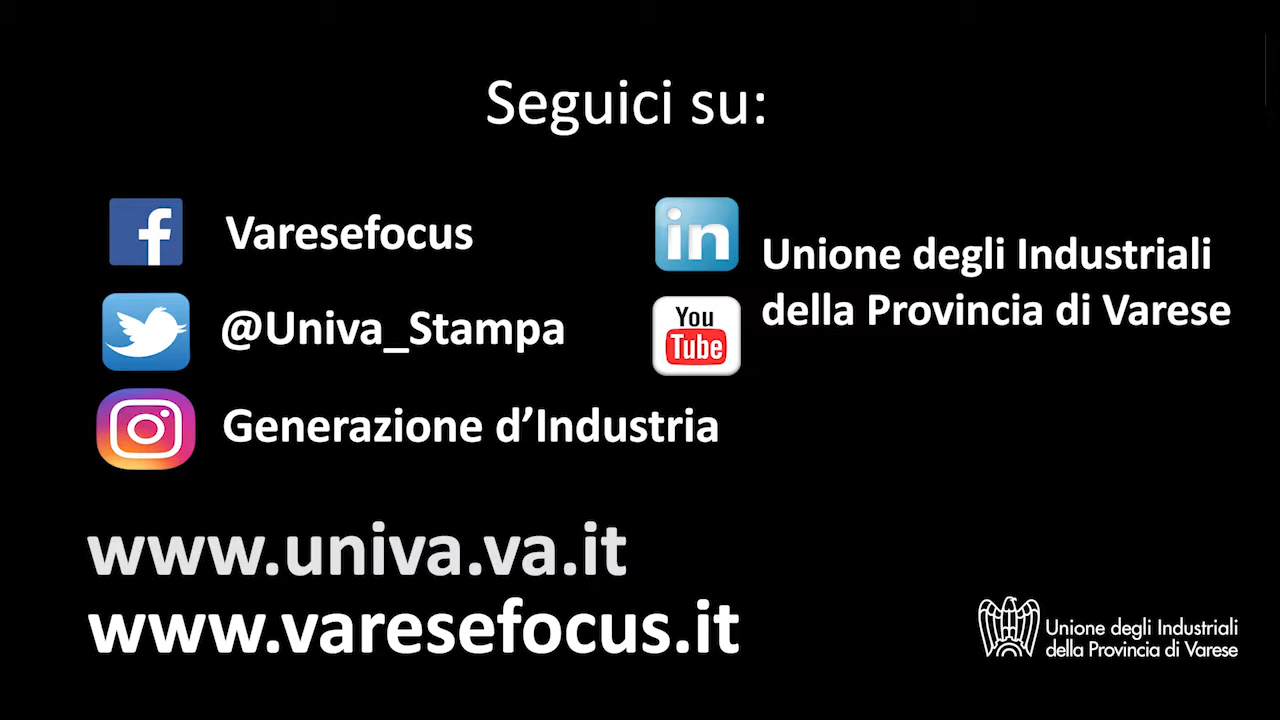 Seguici su:
Varesefocus
@Univa_Stampa
Generazione d’Industria
in
You
Tube
Unione degli Industriali
della Provincia di Varese
www.univa.va.it
www.varesefocus.it
Unione degli Industriali
della Provincia di Varese